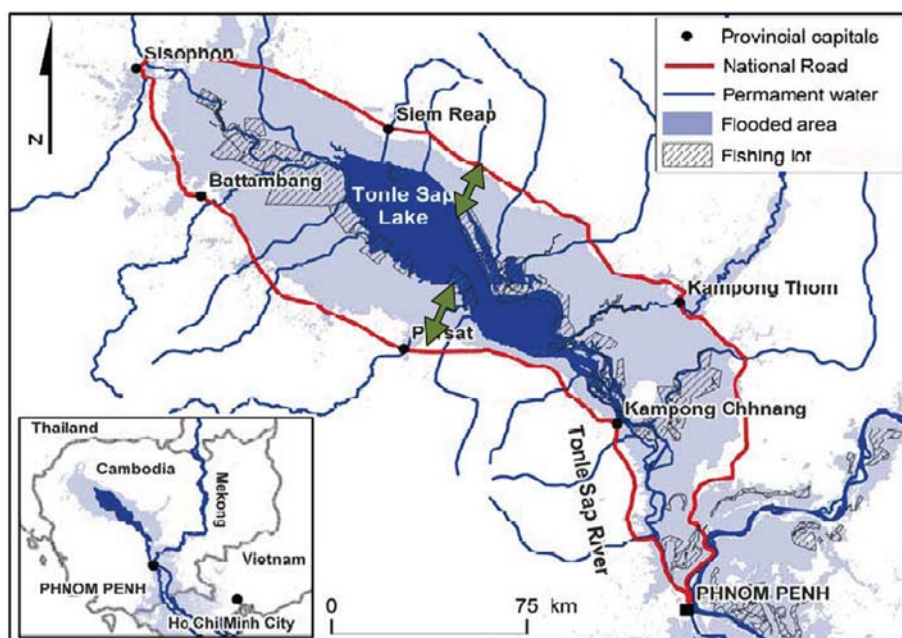 Sisophon
Siem Reap
Battambang
Tonle Sap
Lake
Pursat
Kampong Thom
Kampong Chhnang
Tonle Sap River
PHNOM PENH
N
Provincial capitals
National Road
Permament water
Flooded area
Fishing lot
Thailand
Cambodia
Mekong
Vietnam
PHNOM PENH
Ho Chi Minh City
0 75 km